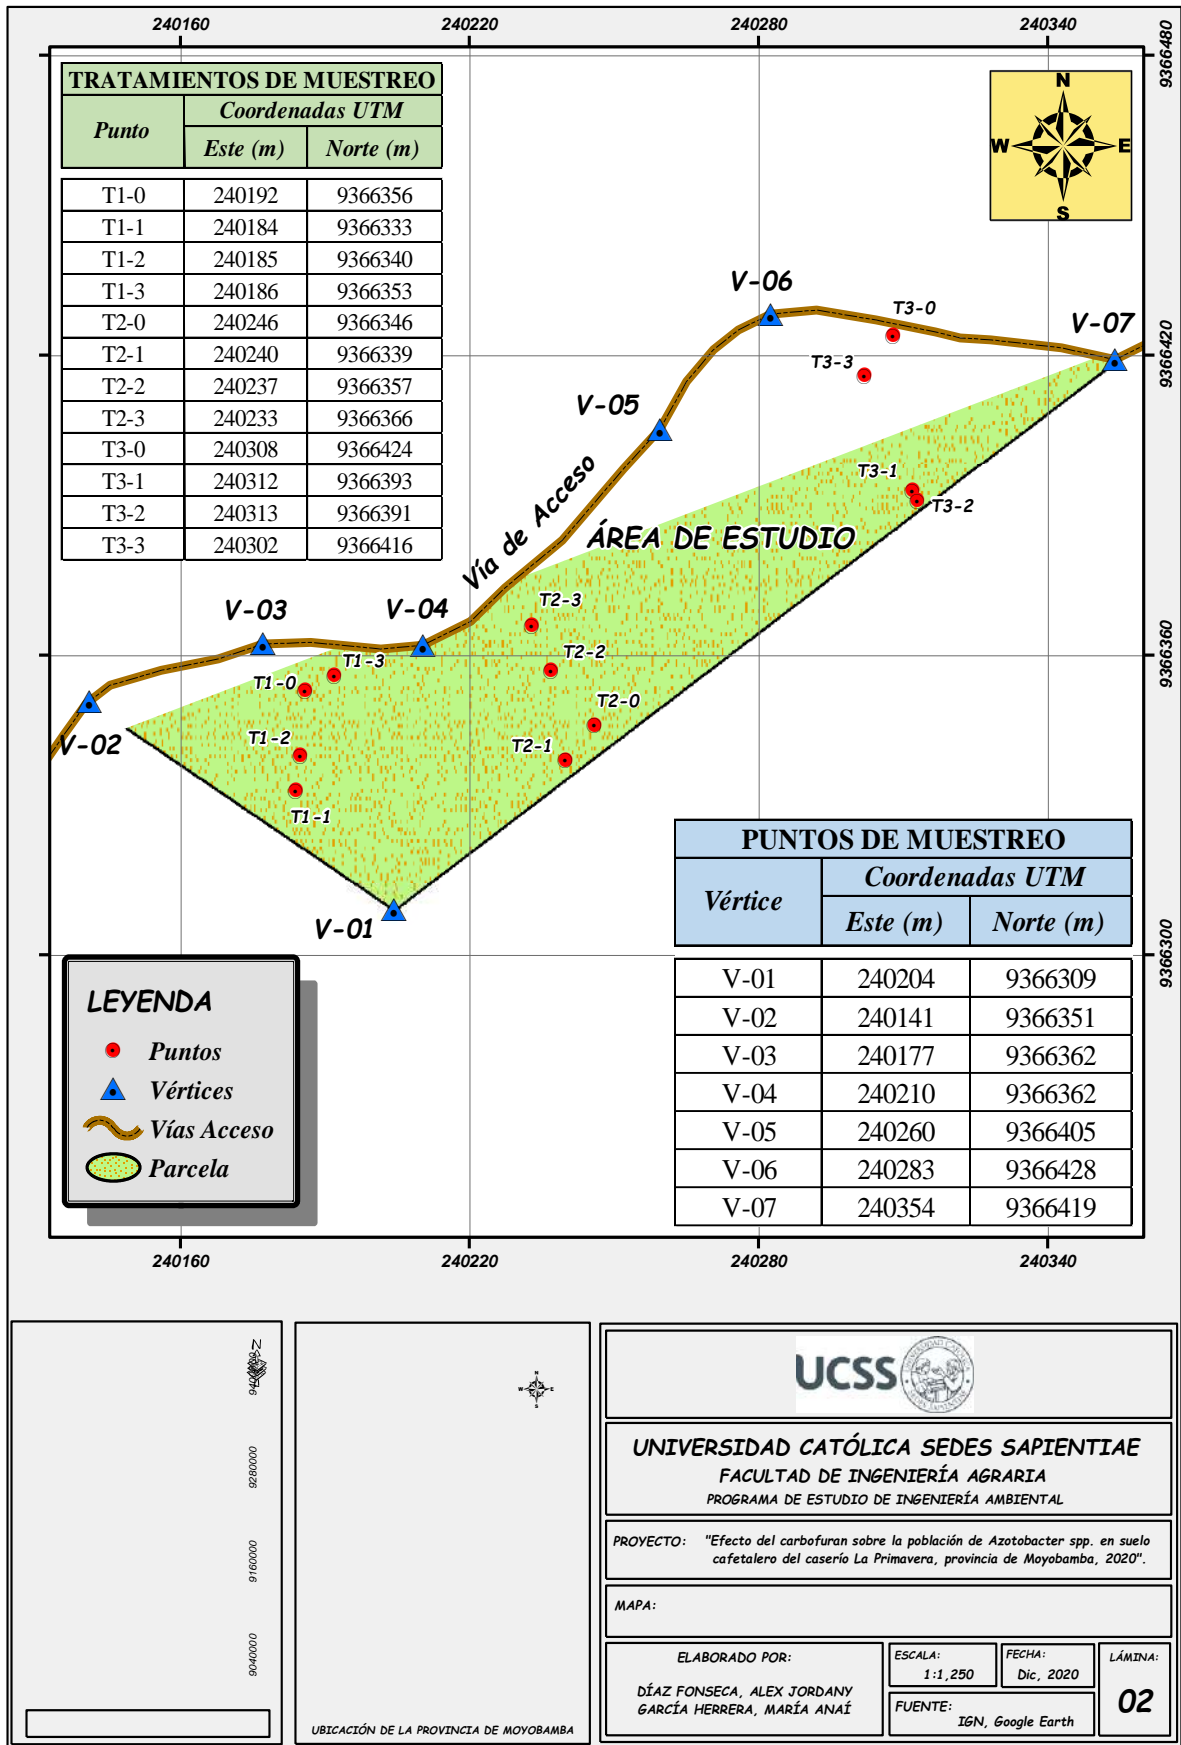 240160 240220 240280 240340
9366480
TRATAMIENTOS DE MUESTREO
Punto
Coordenadas UTM
Este (m) Norte (m)
T1-0 240192 9366356
T1-1 240184 9366333
T1-2 240185 9366340
T1-3 240186 9366353
T2-0 240246 9366346
T2-1 240240 9366339
T2-2 240237 9366357
T2-3 240233 9366366
T3-0 240308 9366424
T3-1 240312 9366393
T3-2 240313 9366391
T3-3 240302 9366416
N
W E
S
V-06
T3-0
V-07
9366420
T3-3
V-05
Vía de Acceso
T3-1
T3-2
ÁREA DE ESTUDIO
V-03
V-04
T2-3
9366360
T1-3
T2-2
T1-0
T2-0
V-02
T1-2
T2-1
T1-1
V-01
9366300
PUNTOS DE MUESTREO
Vértice
Coordenadas UTM
Este (m) Norte (m)
V-01 240204 9366309
V-02 240141 9366351
V-03 240177 9366362
V-04 240210 9366362
V-05 240260 9366405
V-06 240283 9366428
V-07 240354 9366419
LEYENDA
Puntos
Vértices
Vías Acceso
Parcela
240160 240220 240280 240340
N
9280000
9160000
9040000
N
W E
S
UBICACIÓN DE LA PROVINCIA DE MOYOBAMBA
UCSS
UNIVERSIDAD CATÓLICA SEDES SAPIENTIAE
FACULTAD DE INGENIERÍA AGRARIA
PROGRAMA DE ESTUDIO DE INGENIERÍA AMBIENTAL
PROYECTO: "Efecto del carbofuran sobre la población de Azotobacter spp. en suelo
cafetalero del caserío La Primavera, provincia de Moyobamba, 2020".
MAPA:
ELABORADO POR:
DÍAZ FONSECA, ALEX JORDANY
GARCÍA HERRERA, MARÍA ANAÍ
ESCALA:
1:1,250
FECHA:
Dic, 2020
FUENTE:
IGN, Google Earth
LÁMINA:
02